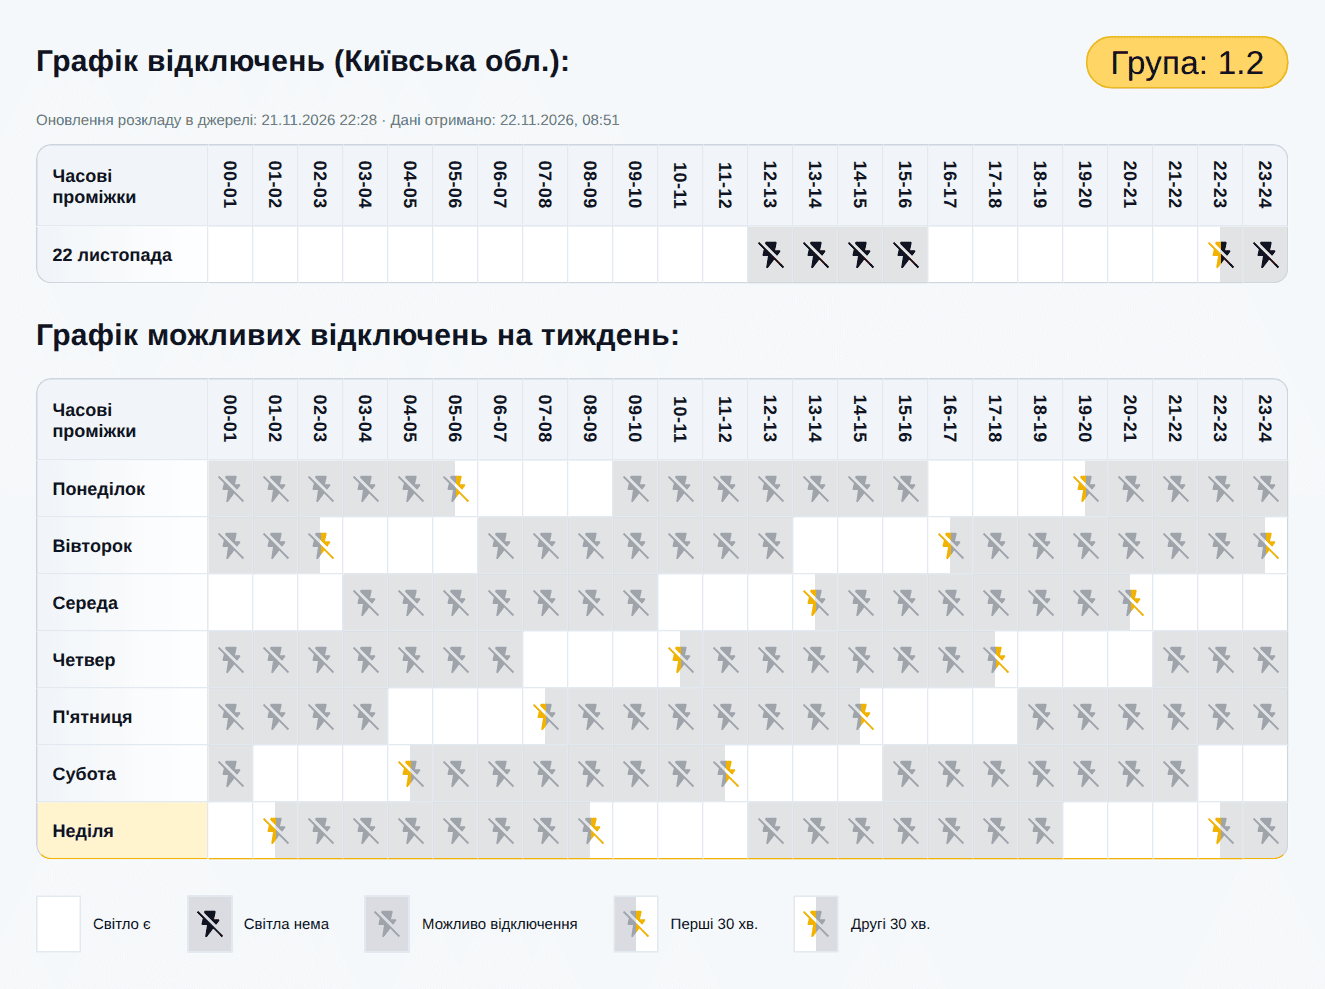 Графік відключень (Київська обл.):
Група: 1.2
Оновлення розкладу в джерелі: 21.11.2026 22:28 · Дані отримано: 22.11.2026, 08:51
Часові
проміжки
00-01 01-02 02-03 03-04 04-05 05-06 06-07 07-08 08-09 09-10 10-11 11-12 12-13 13-14 14-15 15-16 16-17 17-18 18-19 19-20 20-21 21-22 22-23 23-24
22 листопада
Графік можливих відключень на тиждень:
Часові
проміжки
00-01 01-02 02-03 03-04 04-05 05-06 06-07 07-08 08-09 09-10 10-11 11-12 12-13 13-14 14-15 15-16 16-17 17-18 18-19 19-20 20-21 21-22 22-23 23-24
Понеділок
Вівторок
Середа
Четвер
П'ятниця
Субота
Неділя
Світло є
Світла нема
Можливо відключення
Перші 30 хв.
Другі 30 хв.